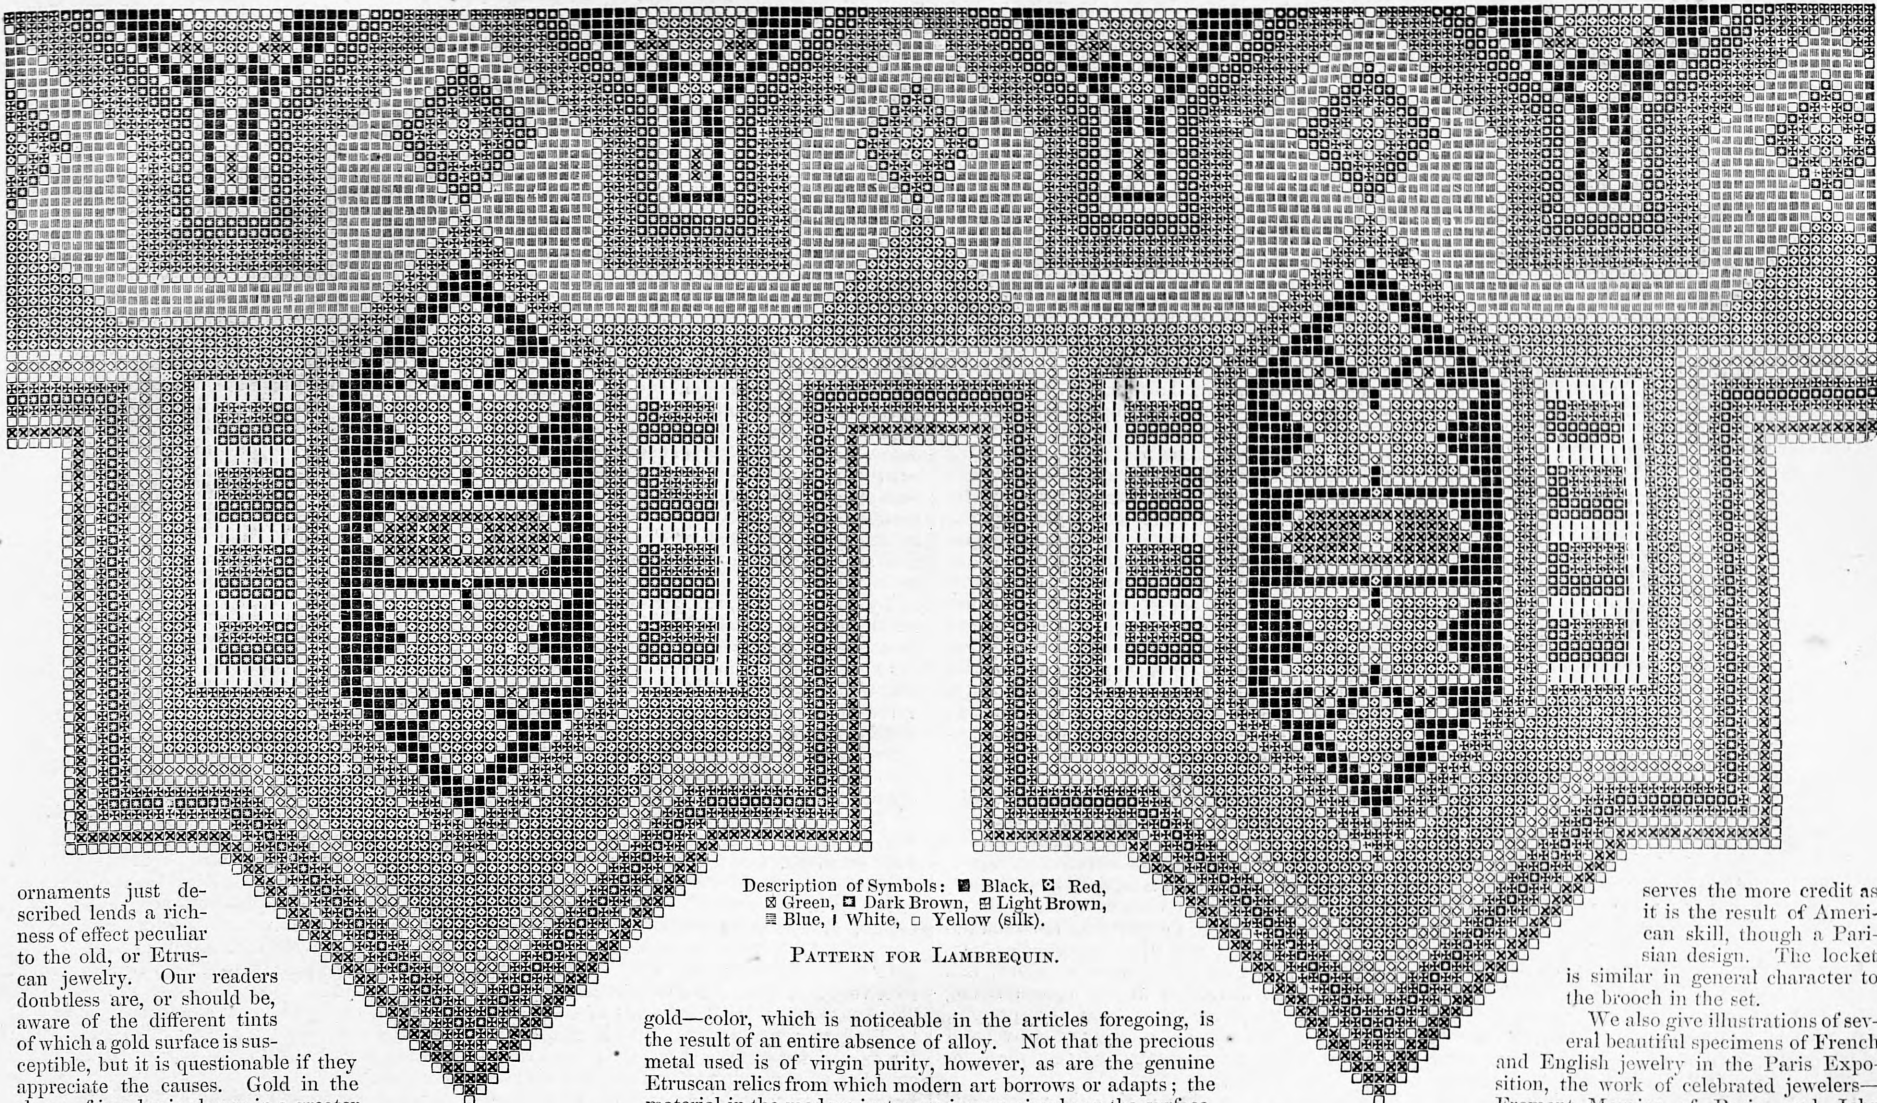 ornaments just de-
scribed lends a rich-
ness of effect peculiar
to the old, or Etrus-
can jewelry. Our readers
doubtless are, or should be,
aware of the different tints
of which a gold surface is sus-
ceptible, but it is questionable if they
appreciate the causes. Gold in the
Description of Symbols: ■ Black, Red,
Green, Dark Brown, Light Brown,
Blue, White, □ Yellow (silk).
PATTERN FOR LAMBREQUIN.
gold—color, which is noticeable in the articles foregoing, is
the result of an entire absence of alloy. Not that the precious
metal used is of virgin purity, however, as are the genuine
Etruscan relics from which modern art borrows or adapts; the
serves the more credit as
it is the result of Ameri-
can skill, though a Pari-
sian design. The locket
is similar in general character to
the brooch in the set.
We also give illustrations of sev-
eral beautiful specimens of French
and English jewelry in the Paris Expo-
sition, the work of celebrated jewelers—